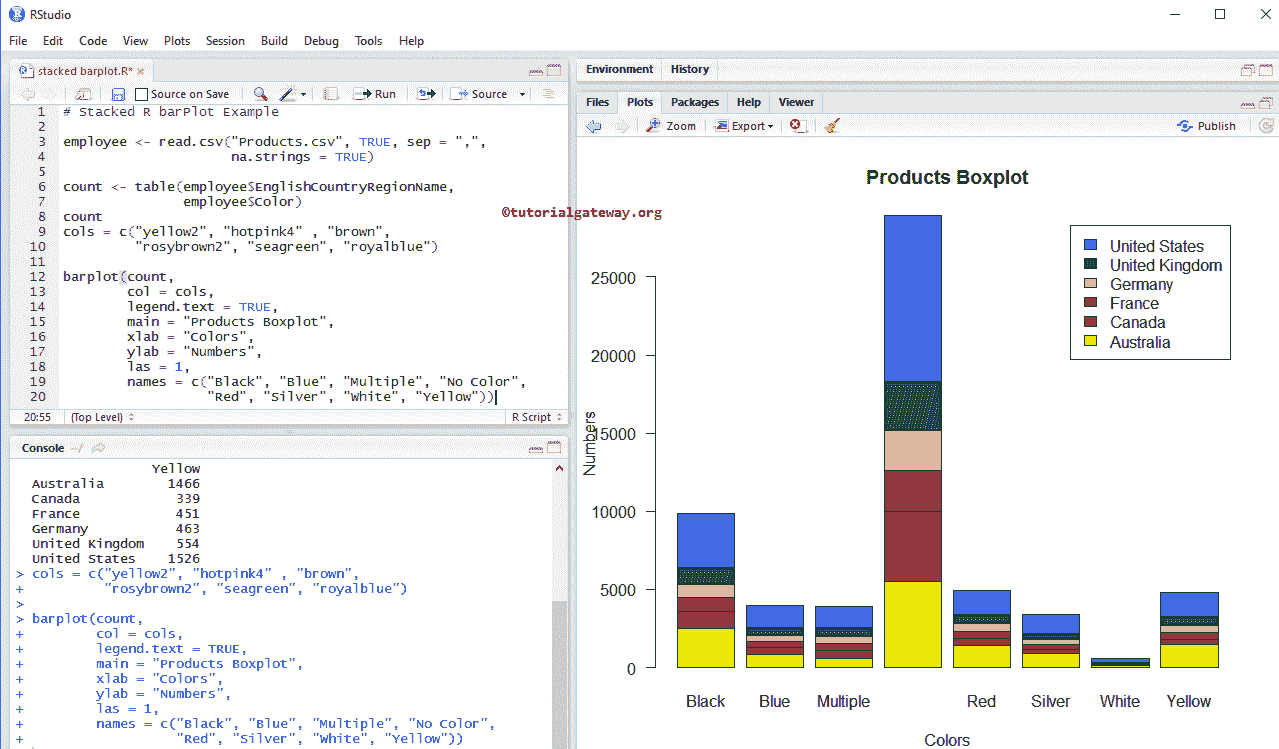 RStudio
File Edit Code View Plots Session Build Debug Tools Help
stacked barplot.R*
Source on Save Run Source
1 # Stacked R barPlot Example
2
3 employee <- read.csv("Products.csv", TRUE, sep = ",",
4 na.strings = TRUE)
5
6 count <- table(employee$EnglishCountryRegionName,
7 employee$Color)
8 count
9 cols = c("yellow2", "hotpink4" , "brown",
10 "rosybrown2", "seagreen", "royalblue")
11
12 barplot(count,
13 col = cols,
14 legend.text = TRUE,
15 main = "Products Boxplot",
16 xlab = "Colors",
17 ylab = "Numbers",
18 las = 1,
19 names = c("Black", "Blue", "Multiple", "No Color",
20 "Red", "Silver", "White", "Yellow"))
20:55 (Top Level) R Script
Console ~/
Yellow
Australia 1466
Canada 339
France 451
Germany 463
United Kingdom 554
United States 1526
> cols = c("yellow2", "hotpink4" , "brown",
+ "rosybrown2", "seagreen", "royalblue")
>
> barplot(count,
+ col = cols,
+ legend.text = TRUE,
+ main = "Products Boxplot",
+ xlab = "Colors",
+ ylab = "Numbers",
+ las = 1,
+ names = c("Black", "Blue", "Multiple", "No Color",
+ "Red", "Silver", "White", "Yellow"))
©tutorialgateway.org
Environment History
Files Plots Packages Help Viewer
Zoom Export Publish
Products Boxplot
United States
United Kingdom
Germany
France
Canada
Australia
25000
20000
15000
10000
5000
0
Numbers
Black Blue Multiple Red Silver White Yellow
Colors